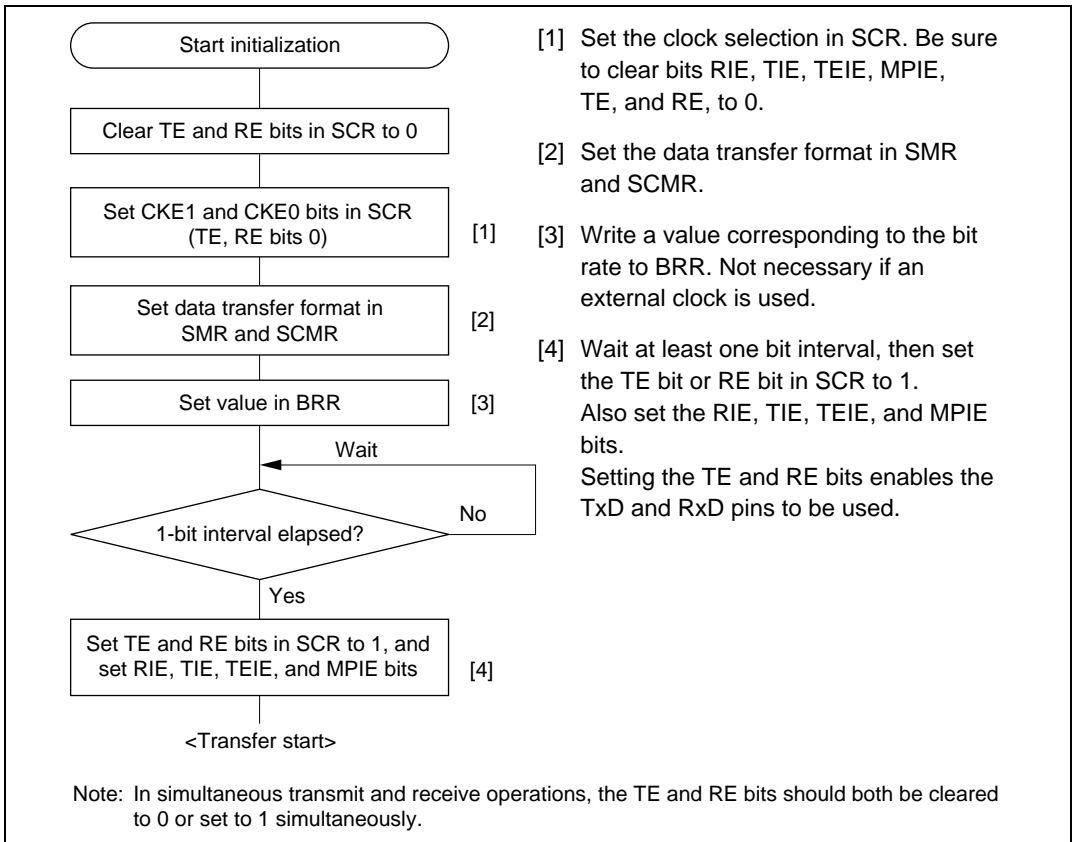 Start initialization
Clear TE and RE bits in SCR to 0
Set CKE1 and CKE0 bits in SCR
(TE, RE bits 0)
[1]
Set data transfer format in
SMR and SCMR
[2]
Set value in BRR
[3]
Wait
1-bit interval elapsed?
No
Yes
Set TE and RE bits in SCR to 1, and
set RIE, TIE, TEIE, and MPIE bits
[4]
<Transfer start>
[1] Set the clock selection in SCR. Be sure
to clear bits RIE, TIE, TEIE, MPIE,
TE, and RE, to 0.
[2] Set the data transfer format in SMR
and SCMR.
[3] Write a value corresponding to the bit
rate to BRR. Not necessary if an
external clock is used.
[4] Wait at least one bit interval, then set
the TE bit or RE bit in SCR to 1.
Also set the RIE, TIE, TEIE, and MPIE
bits.
Setting the TE and RE bits enables the
TxD and RxD pins to be used.
Note: In simultaneous transmit and receive operations, the TE and RE bits should both be cleared
to 0 or set to 1 simultaneously.